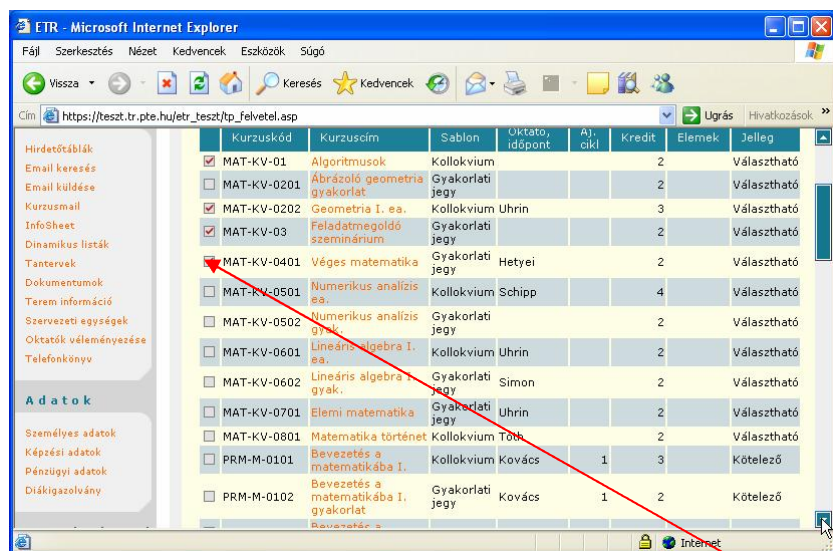 ETR - Microsoft Internet Explorer
Fájl Szerkesztés Nézet Kedvencek Eszközök Súgó
Vissza Keresés Kedvencek
Cím https://teszt.tr.pte.hu/etr_teszt/tp_felvetel.asp Ugrás Hivatkozások »
Hirdetőtáblák
Email keresés
Email küldése
Kurzusmail
InfoSheet
Dinamikus listák
Tantervek
Dokumentumok
Terem információ
Szervezeti egységek
Oktatók véleményezése
Telefonkönyv
Adatok
Személyes adatok
Képzési adatok
Pénzügyi adatok
Diákigazolvány
Kurzuskód Kurzuscím Sablon Oktató, időpont Aj. cikl Kredit Elemek Jelleg
MAT-KV-01 Algoritmusok Kollokvium 2 Választható
MAT-KV-0201 Ábrázoló geometria gyakorlat Gyakorlati jegy 2 Választható
MAT-KV-0202 Geometria I. ea. Kollokvium Uhrin 3 Választható
MAT-KV-03 Feladatmegoldó szeminárium Gyakorlati jegy 2 Választható
MAT-KV-0401 Véges matematika Gyakorlati jegy Hetyei 2 Választható
MAT-KV-0501 Numerikus analízis ea. Kollokvium Schipp 4 Választható
MAT-KV-0502 Numerikus analízis gyak. Gyakorlati jegy 2 Választható
MAT-KV-0601 Lineáris algebra I. ea. Kollokvium Uhrin 2 Választható
MAT-KV-0602 Lineáris algebra I. gyak. Gyakorlati jegy Simon 2 Választható
MAT-KV-0701 Elemi matematika Gyakorlati jegy Uhrin 2 Választható
MAT-KV-0801 Matematika történet Kollokvium Tóth 2 Választható
PRM-M-0101 Bevezetés a matematikába I. Kollokvium Kovács 1 3 Kötelező
PRM-M-0102 Bevezetés a matematikába I. gyakorlat Gyakorlati jegy Kovács 1 2 Kötelező
Bevezetés a
Internet